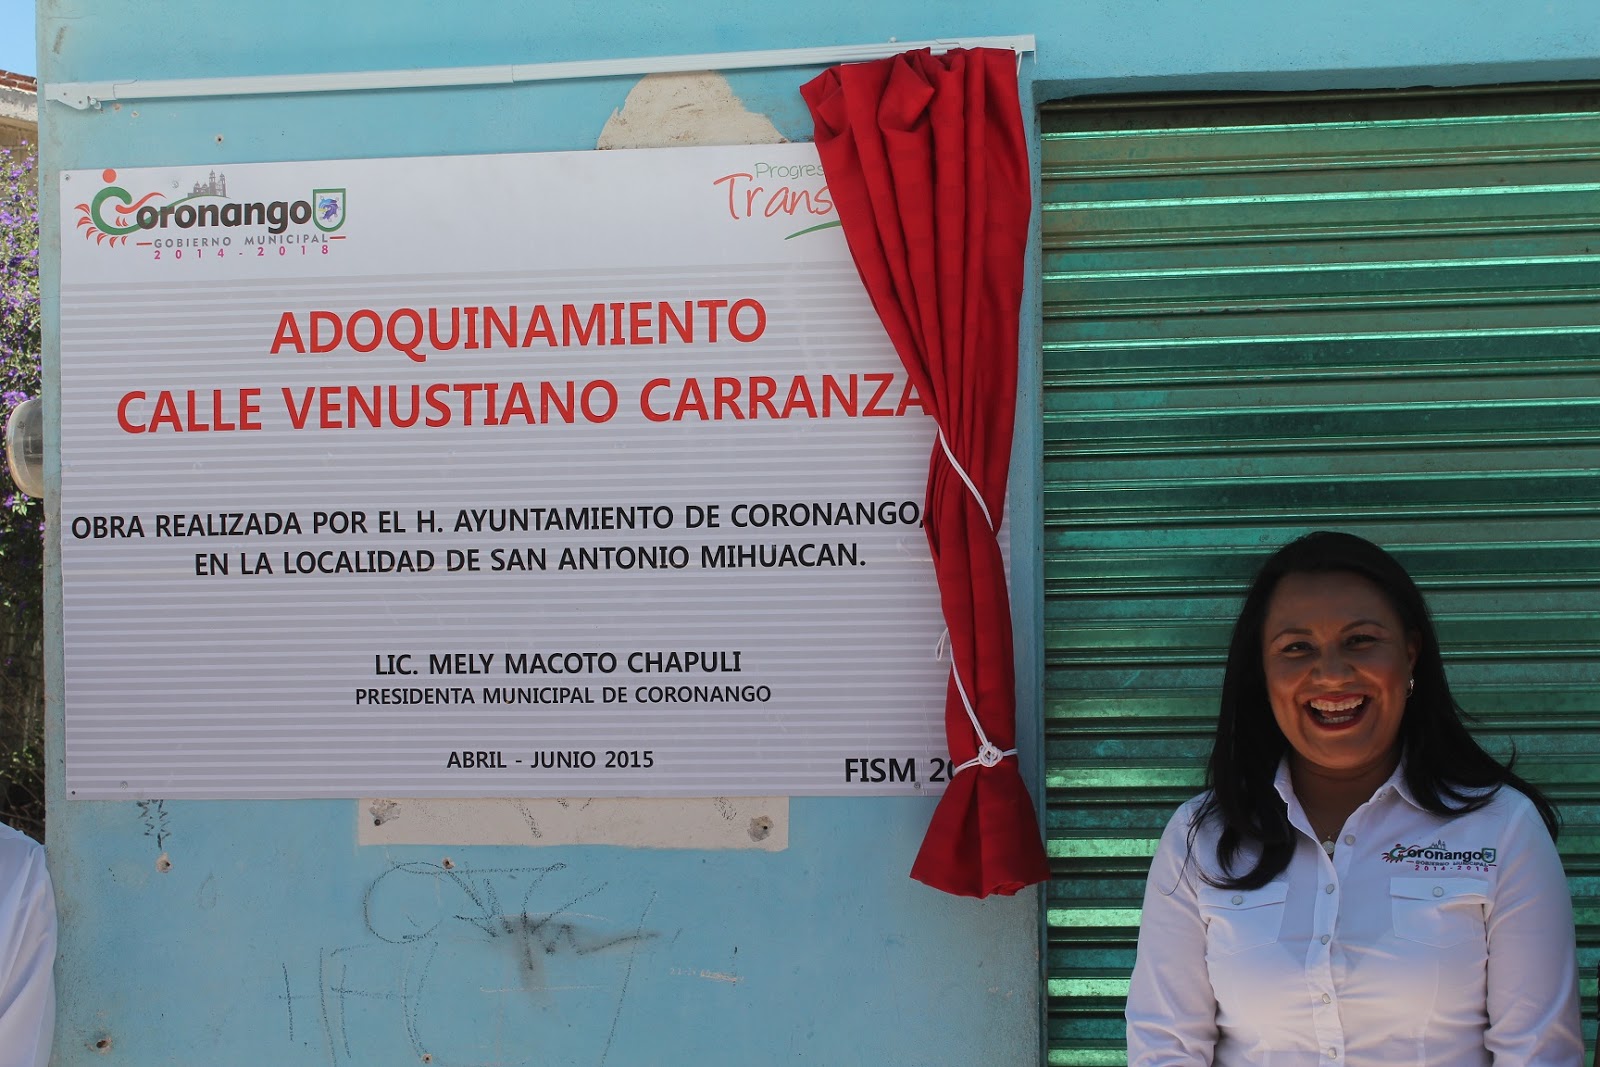 Coronango
GOBIERNO MUNICIPAL
2014-2018
ADOQUINAMIENTO
CALLE VENUSTIANO CARRANZA
OBRA REALIZADA POR EL H. AYUNTAMIENTO DE CORONANGO,
EN LA LOCALIDAD DE SAN ANTONIO MIHUACAN.
LIC. MELY MACOTO CHAPULI
PRESIDENTA MUNICIPAL DE CORONANGO
ABRIL - JUNIO 2015
FISM
Coronango
GOBIERNO MUNICIPAL
2014-2018